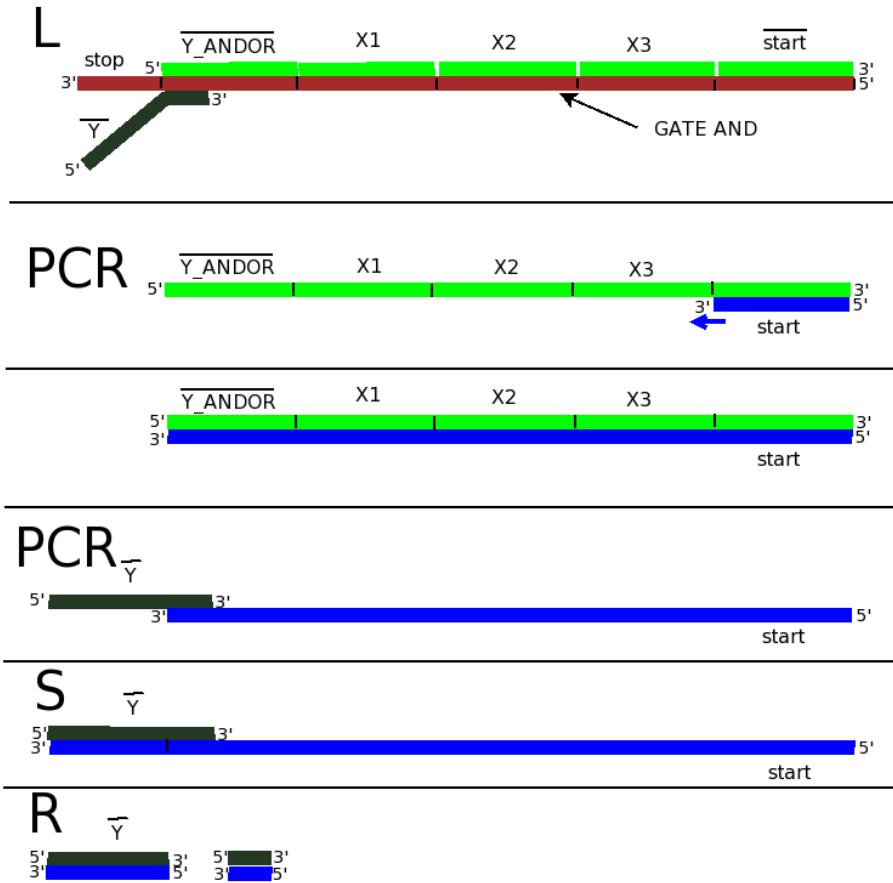 L
stop
5'
Y_ANDOR
X1
X2
X3
start
3'
3'
5'
3'
Y
5'
GATE AND
PCR
5'
Y_ANDOR
X1
X2
X3
3'
3'
5'
start
Y_ANDOR
X1
X2
X3
5'
3'
3'
5'
start
PCR
Y
5'
3'
3'
5'
start
S
Y
5'
3'
3'
5'
start
R
Y
5'
3'
5'
3'
3'
5'
3'
5'